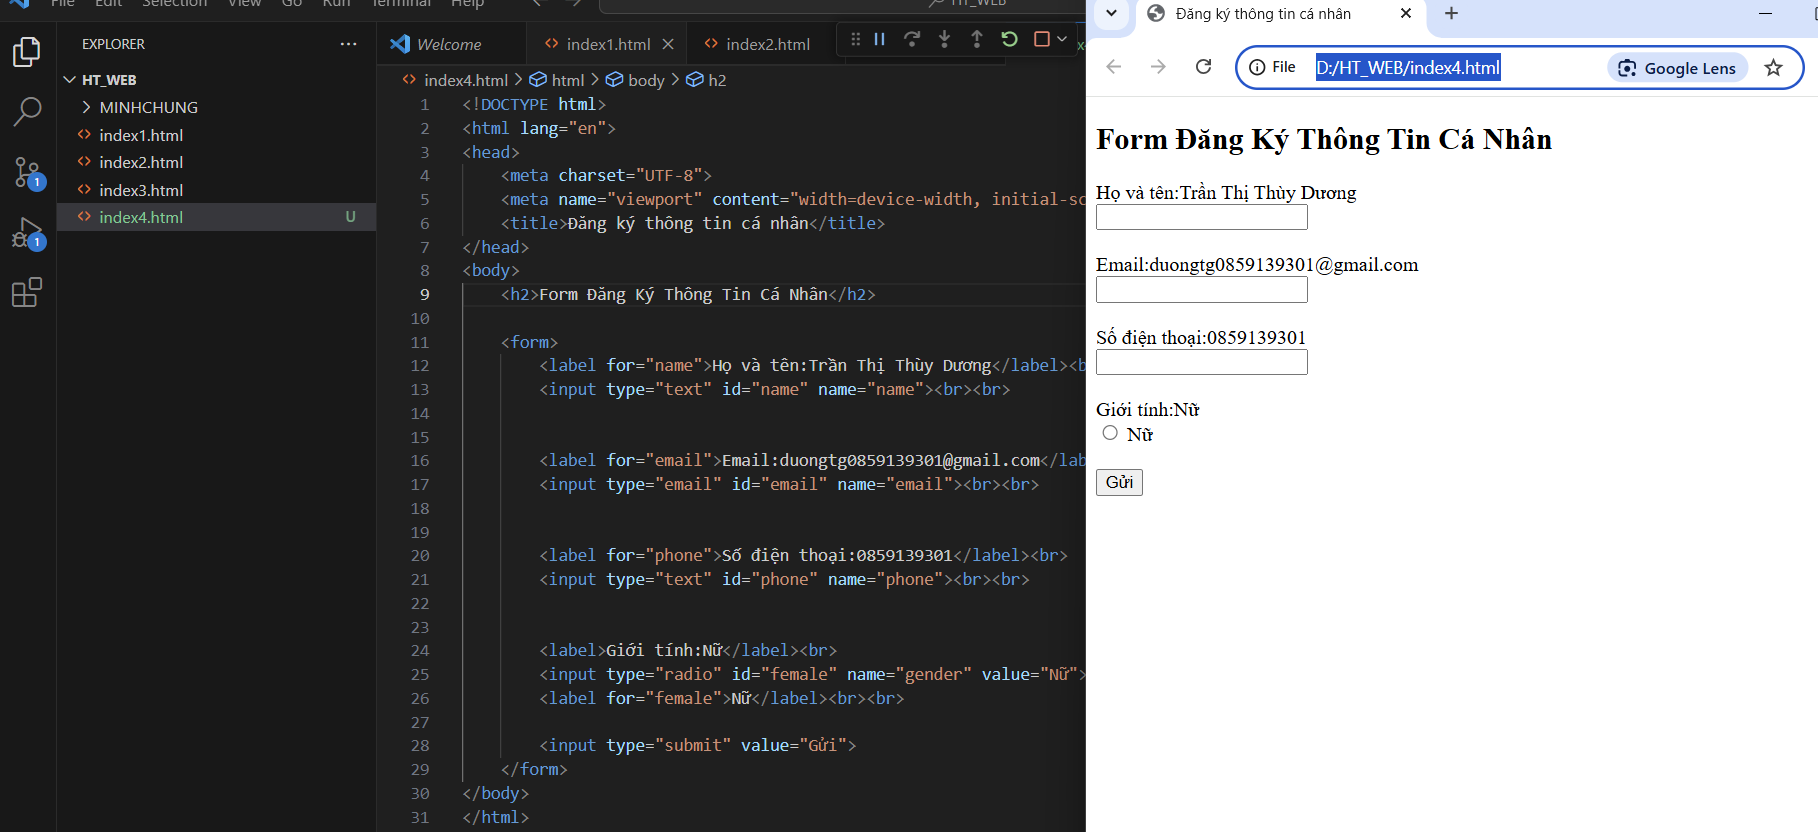 File Edit Selection View Go Run Terminal Help
HT_WEB
EXPLORER
HT_WEB
MINHCHUNG
index1.html
index2.html
index3.html
index4.html U
1
1
Welcome index1.html index2.html
index4.html > html > body > h2
1 <!DOCTYPE html>
2 <html lang="en">
3 <head>
4 <meta charset="UTF-8">
5 <meta name="viewport" content="width=device-width, initial-sc
6 <title>Đăng ký thông tin cá nhân</title>
7 </head>
8 <body>
9 <h2>Form Đăng Ký Thông Tin Cá Nhân</h2>
10
11 <form>
12 <label for="name">Họ và tên:Trần Thị Thùy Dương</label><b
13 <input type="text" id="name" name="name"><br><br>
14
15
16 <label for="email">Email:duongtg0859139301@gmail.com</lab
17 <input type="email" id="email" name="email"><br><br>
18
19
20 <label for="phone">Số điện thoại:0859139301</label><br>
21 <input type="text" id="phone" name="phone"><br><br>
22
23
24 <label>Giới tính:Nữ</label><br>
25 <input type="radio" id="female" name="gender" value="Nữ">
26 <label for="female">Nữ</label><br><br>
27
28 <input type="submit" value="Gửi">
29 </form>
30 </body>
31 </html>
Đăng ký thông tin cá nhân
File D:/HT_WEB/index4.html Google Lens
Form Đăng Ký Thông Tin Cá Nhân
Họ và tên:Trần Thị Thùy Dương
Email:duongtg0859139301@gmail.com
Số điện thoại:0859139301
Giới tính:Nữ
Nữ
Gửi